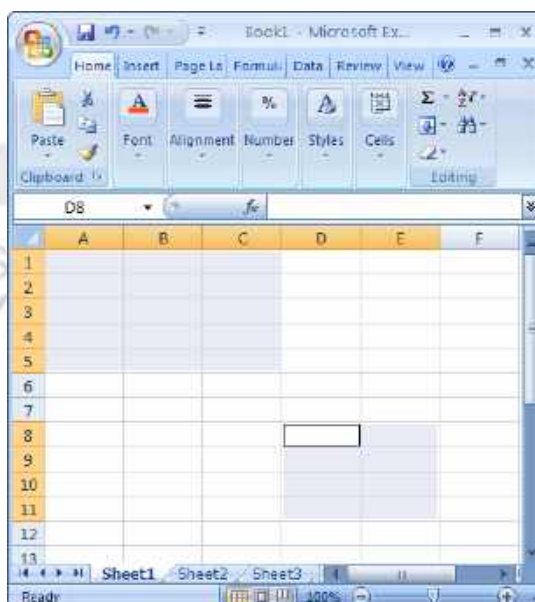 Book1 - Microsoft Ex...
Home Insert Page La Formul Data Review View
Paste Font Alignment Number Styles Cells Σ
Clipboard Editing
D8 fx
A B C D E F
1
2
3
4
5
6
7
8
9
10
11
12
13
Sheet1 Sheet2 Sheet3
Ready 100%